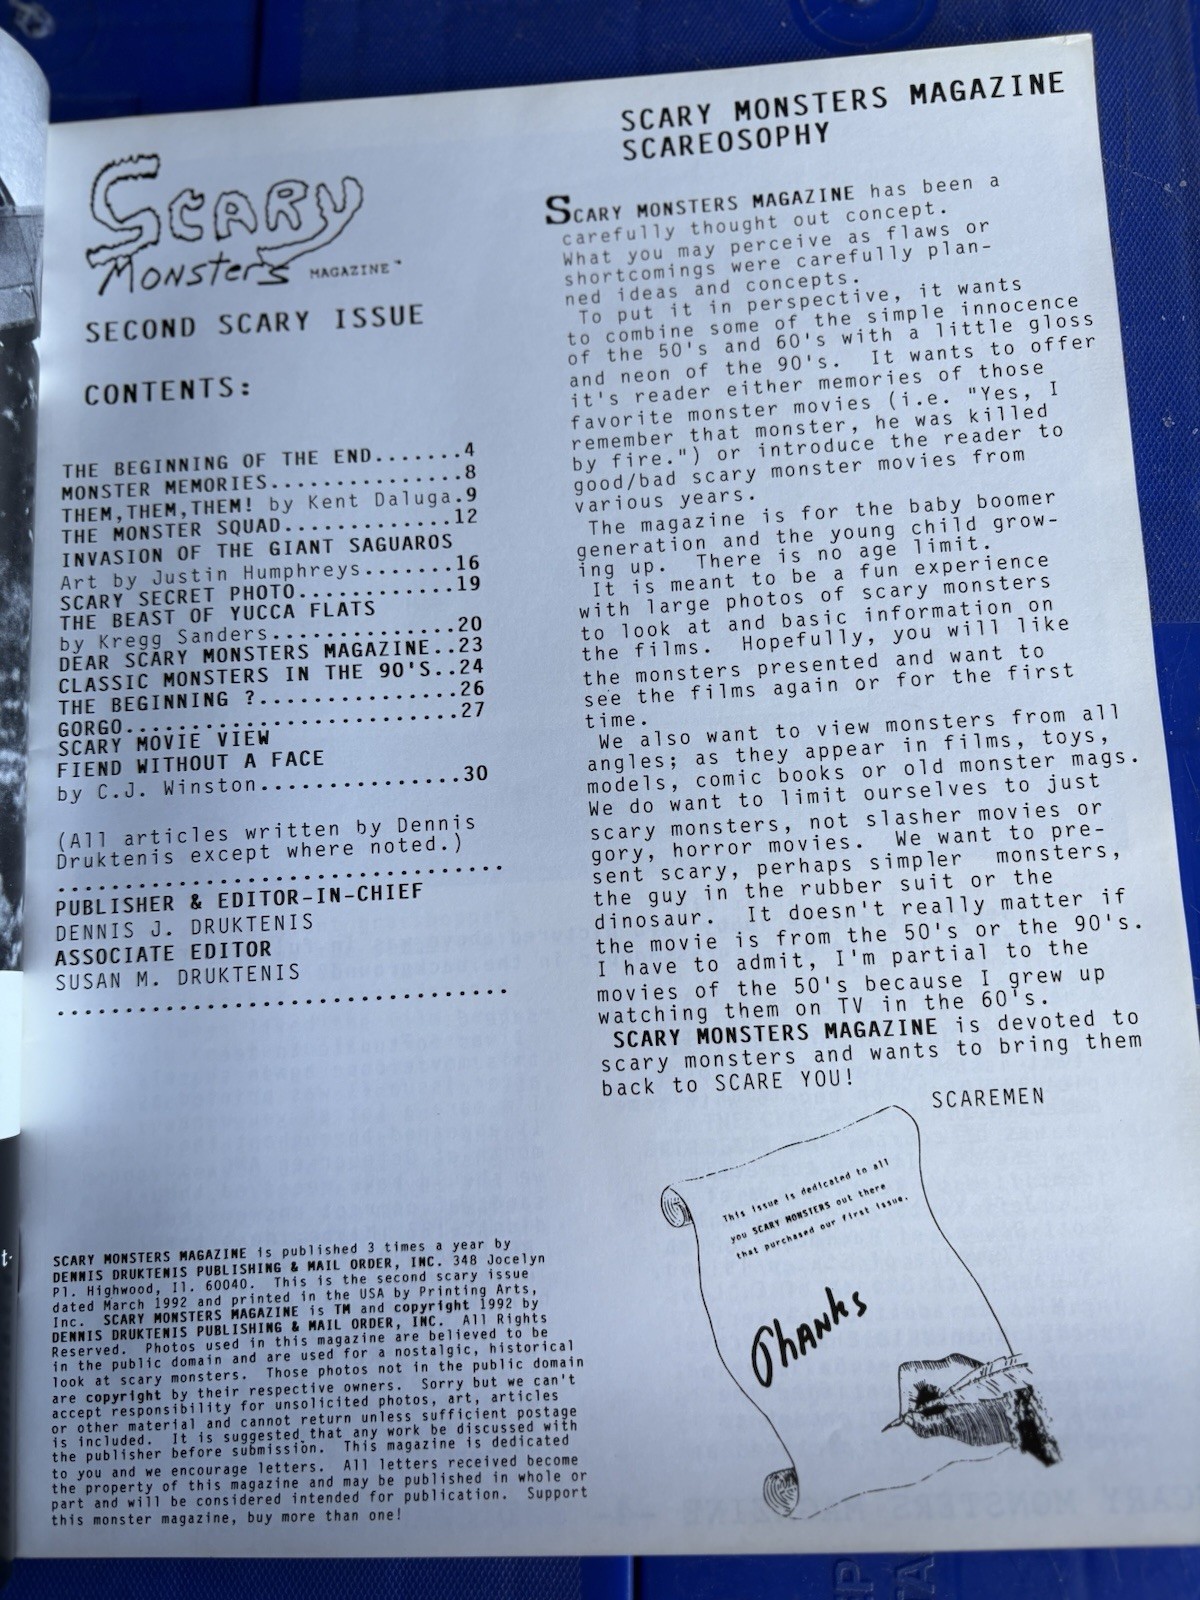 SCARY
Monsters MAGAZINE™
SECOND SCARY ISSUE
CONTENTS:
THE BEGINNING OF THE END.......4
MONSTER MEMORIES...............8
THEM,THEM,THEM! by Kent Daluga.9
THE MONSTER SQUAD.............12
INVASION OF THE GIANT SAGUAROS
Art by Justin Humphreys.......16
SCARY SECRET PHOTO............19
THE BEAST OF YUCCA FLATS
by Kregg Sanders..............20
DEAR SCARY MONSTERS MAGAZINE..23
CLASSIC MONSTERS IN THE 90'S..24
THE BEGINNING ?...............26
GORGO.........................27
SCARY MOVIE VIEW
FIEND WITHOUT A FACE
by C.J. Winston...............30
(All articles written by Dennis
Druktenis except where noted.)
..................................
PUBLISHER & EDITOR-IN-CHIEF
DENNIS J. DRUKTENIS
ASSOCIATE EDITOR
SUSAN M. DRUKTENIS
..................................
SCARY MONSTERS MAGAZINE is published 3 times a year by
DENNIS DRUKTENIS PUBLISHING & MAIL ORDER, INC. 348 Jocelyn
Pl. Highwood, Il. 60040. This is the second scary issue
dated March 1992 and printed in the USA by Printing Arts,
Inc. SCARY MONSTERS MAGAZINE is TM and copyright 1992 by
DENNIS DRUKTENIS PUBLISHING & MAIL ORDER, INC. All Rights
Reserved. Photos used in this magazine are believed to be
in the public domain and are used for a nostalgic, historical
look at scary monsters. Those photos not in the public domain
are copyright by their respective owners. Sorry but we can't
accept responsibility for unsolicited photos, art, articles
or other material and cannot return unless sufficient postage
is included. It is suggested that any work be discussed with
the publisher before submission. This magazine is dedicated
to you and we encourage letters. All letters received become
the property of this magazine and may be published in whole or
part and will be considered intended for publication. Support
this monster magazine, buy more than one!
SCARY MONSTERS MAGAZINE
SCAREOSOPHY
SCARY MONSTERS MAGAZINE has been a
carefully thought out concept.
What you may perceive as flaws or
shortcomings were carefully plan-
ned ideas and concepts.
To put it in perspective, it wants
to combine some of the simple innocence
of the 50's and 60's with a little gloss
and neon of the 90's. It wants to offer
it's reader either memories of those
favorite monster movies (i.e. "Yes, I
remember that monster, he was killed
by fire.") or introduce the reader to
good/bad scary monster movies from
various years.
The magazine is for the baby boomer
generation and the young child grow-
ing up. There is no age limit.
It is meant to be a fun experience
with large photos of scary monsters
to look at and basic information on
the films. Hopefully, you will like
the monsters presented and want to
see the films again or for the first
time.
We also want to view monsters from all
angles; as they appear in films, toys,
models, comic books or old monster mags.
We do want to limit ourselves to just
scary monsters, not slasher movies or
gory, horror movies. We want to pre-
sent scary, perhaps simpler monsters,
the guy in the rubber suit or the
dinosaur. It doesn't really matter if
the movie is from the 50's or the 90's.
I have to admit, I'm partial to the
movies of the 50's because I grew up
watching them on TV in the 60's.
SCARY MONSTERS MAGAZINE is devoted to
scary monsters and wants to bring them
back to SCARE YOU!
SCAREMEN
This issue is dedicated to all
you SCARY MONSTERS out there
that purchased our first issue.
Thanks